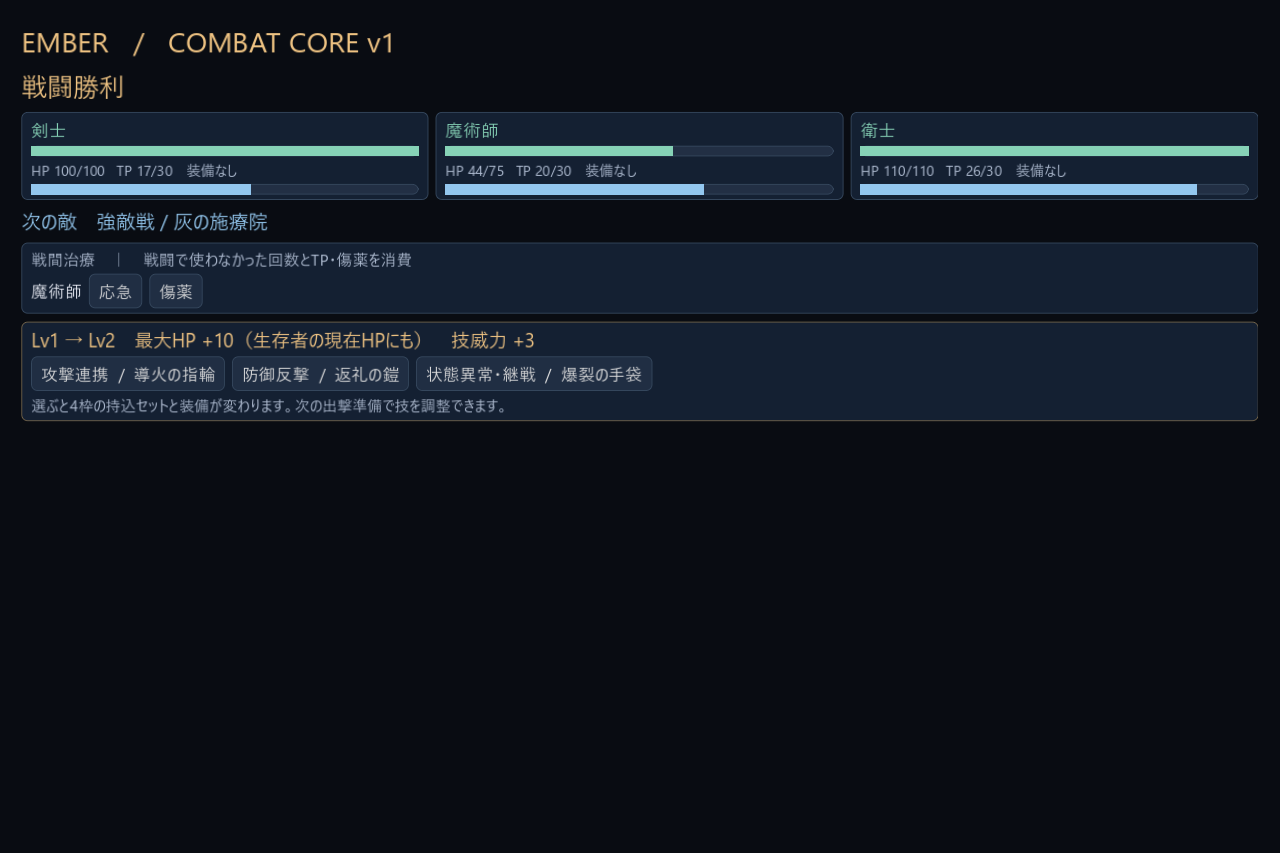 EMBER / COMBAT CORE v1
戦闘勝利
剣士
HP 100/100 TP 17/30 装備なし
魔術師
HP 44/75 TP 20/30 装備なし
衛士
HP 110/110 TP 26/30 装備なし
次の敵 強敵戦 / 灰の施療院
戦間治療 | 戦闘で使わなかった回数とTP・傷薬を消費
魔術師 応急 傷薬
Lv1 → Lv2 最大HP +10（生存者の現在HPにも） 技威力 +3
攻撃連携 / 導火の指輪 防御反撃 / 返礼の鎧 状態異常・継戦 / 爆裂の手袋
選ぶと4枠の持込セットと装備が変わります。次の出撃準備で技を調整できます。